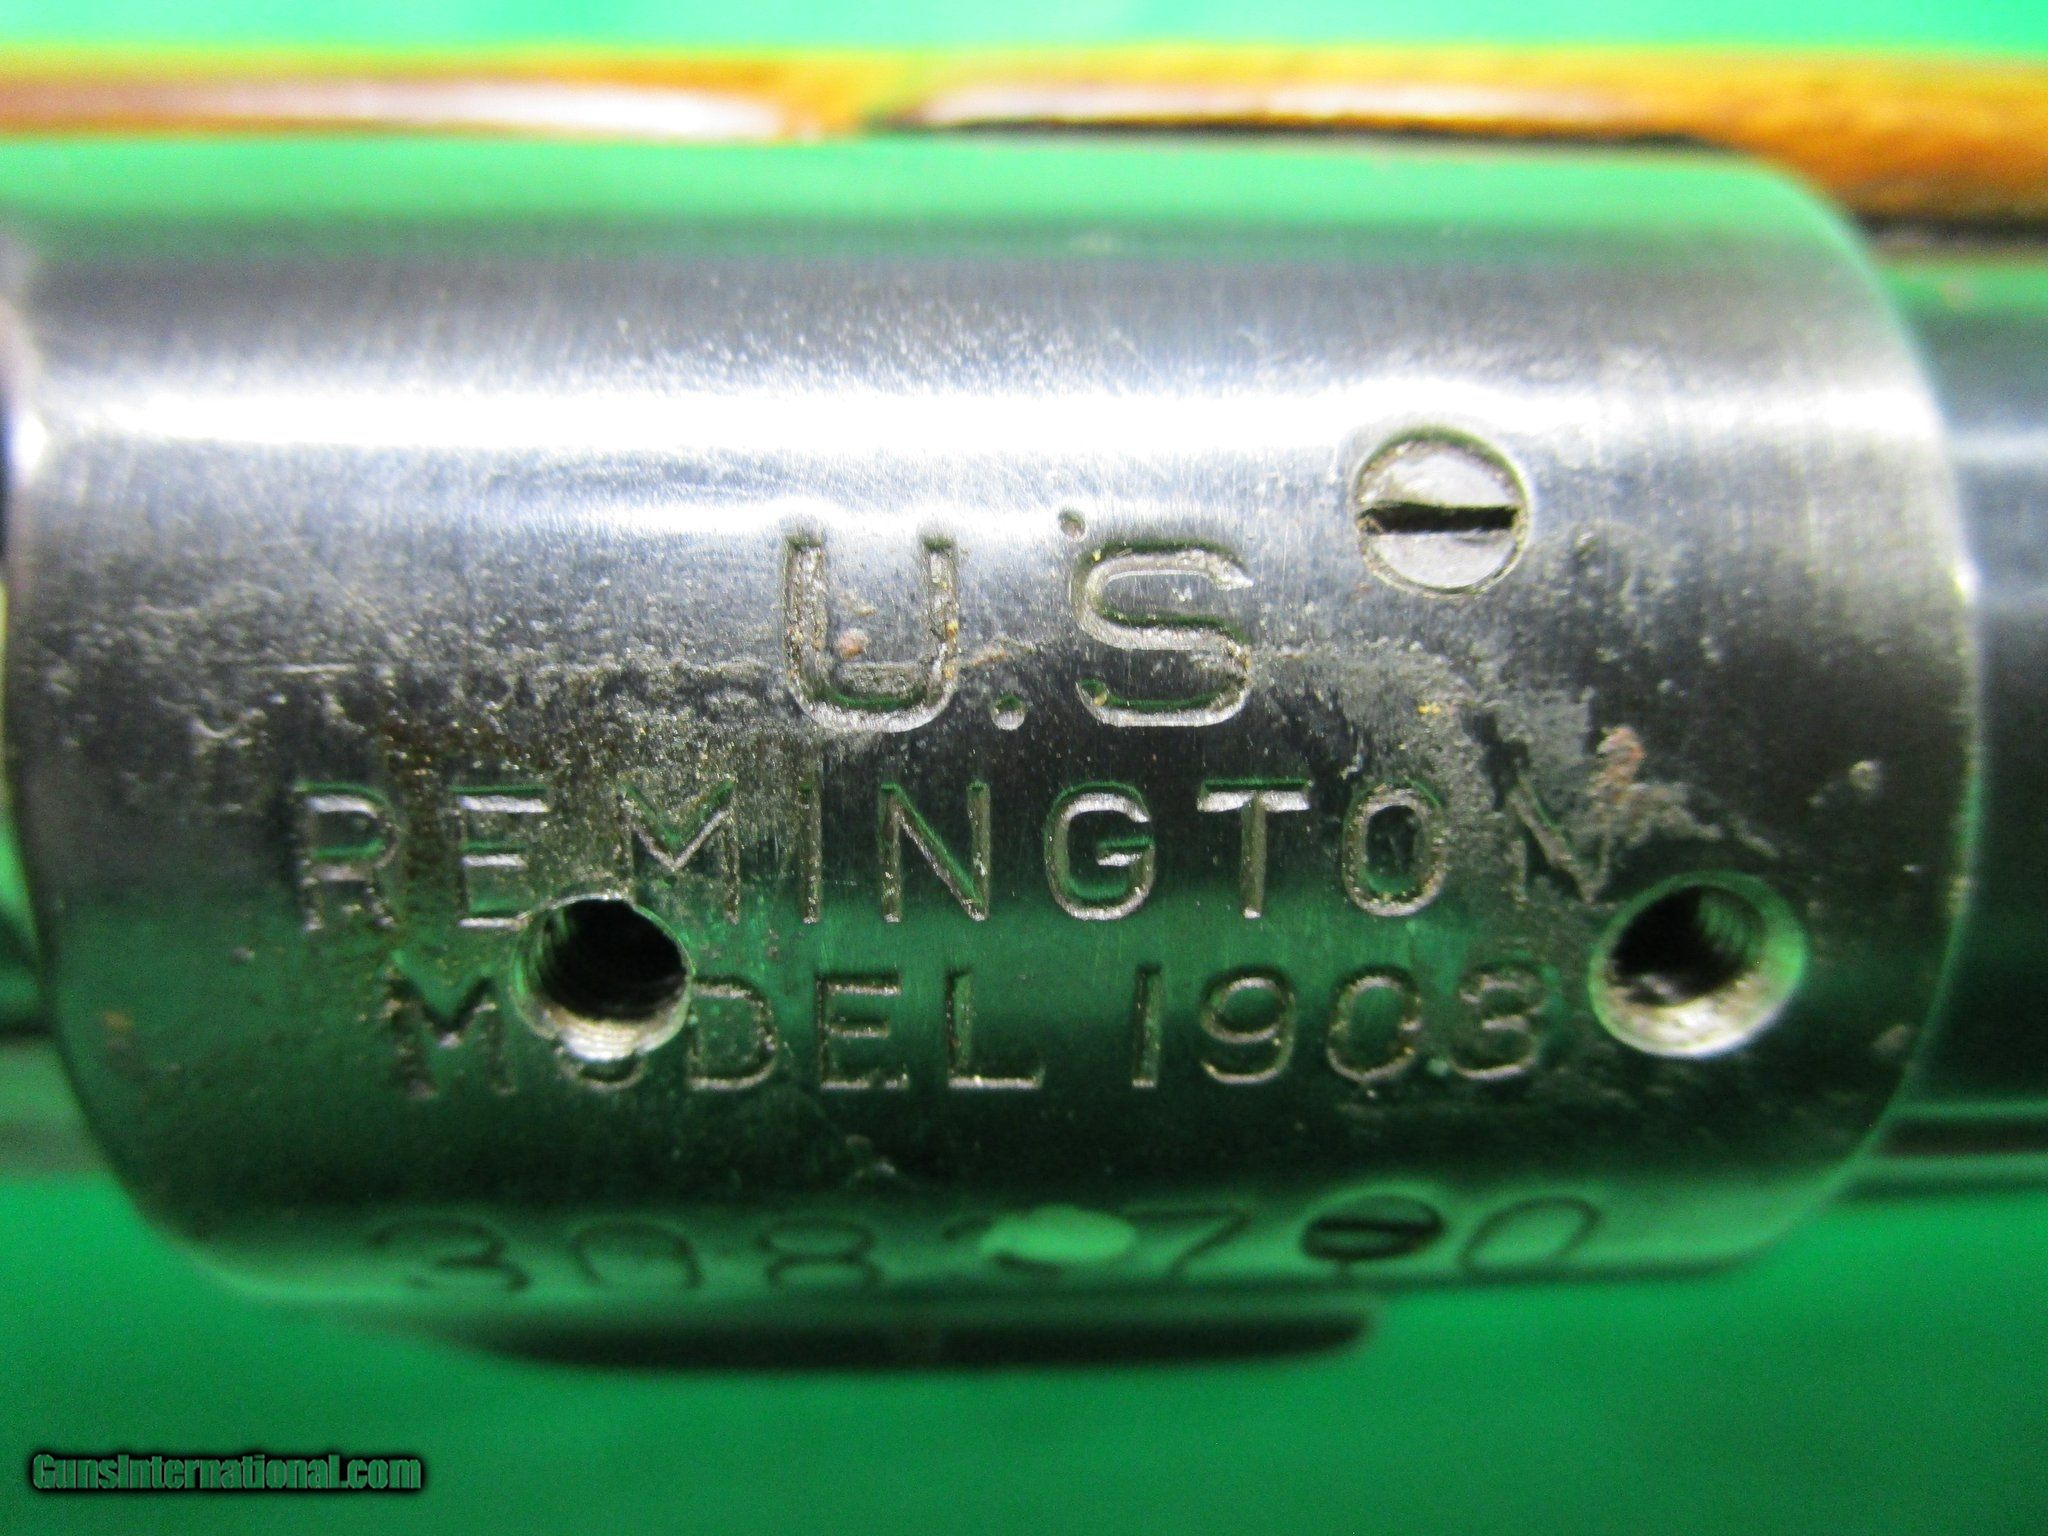 U.S
REMINGTON
MODEL 1903
GunsInternational.com